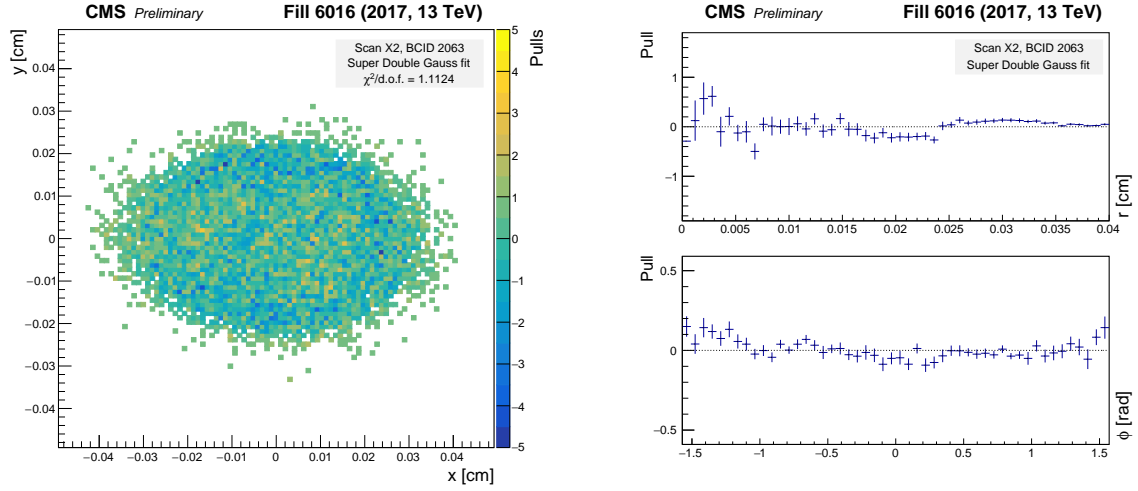 CMS Preliminary Fill 6016 (2017, 13 TeV)
y [cm]
Scan X2, BCID 2063
Super Double Gauss fit
χ²/d.o.f. = 1.1124
0.04
0.03
0.02
0.01
0
−0.01
−0.02
−0.03
−0.04
−0.04 −0.03 −0.02 −0.01 0 0.01 0.02 0.03 0.04
x [cm]
Pulls
5
4
3
2
1
0
−1
−2
−3
−4
−5
CMS Preliminary Fill 6016 (2017, 13 TeV)
Pull
Scan X2, BCID 2063
Super Double Gauss fit
1
0
−1
0 0.005 0.01 0.015 0.02 0.025 0.03 0.035 0.04
r [cm]
Pull
0.5
0
−0.5
−1.5 −1 −0.5 0 0.5 1 1.5
ϕ [rad]